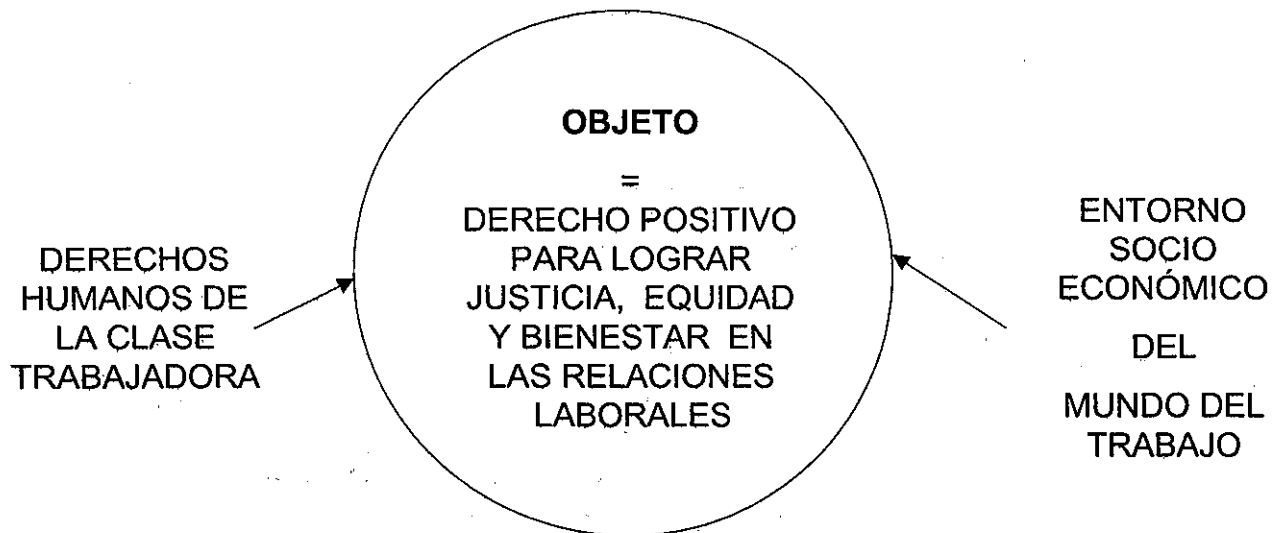 OBJETO
=
DERECHO POSITIVO
PARA LOGRAR
JUSTICIA, EQUIDAD
Y BIENESTAR EN
LAS RELACIONES
LABORALES
DERECHOS
HUMANOS DE
LA CLASE
TRABAJADORA
ENTORNO
SOCIO
ECONÓMICO
DEL
MUNDO DEL
TRABAJO